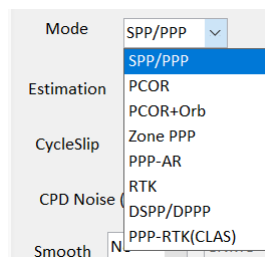 Mode SPP/PPP
SPP/PPP
Estimation PCOR
PCOR+Orb
Zone PPP
CycleSlip PPP-AR
RTK
CPD Noise ( DSPP/DPPP
PPP-RTK(CLAS)
Smooth N